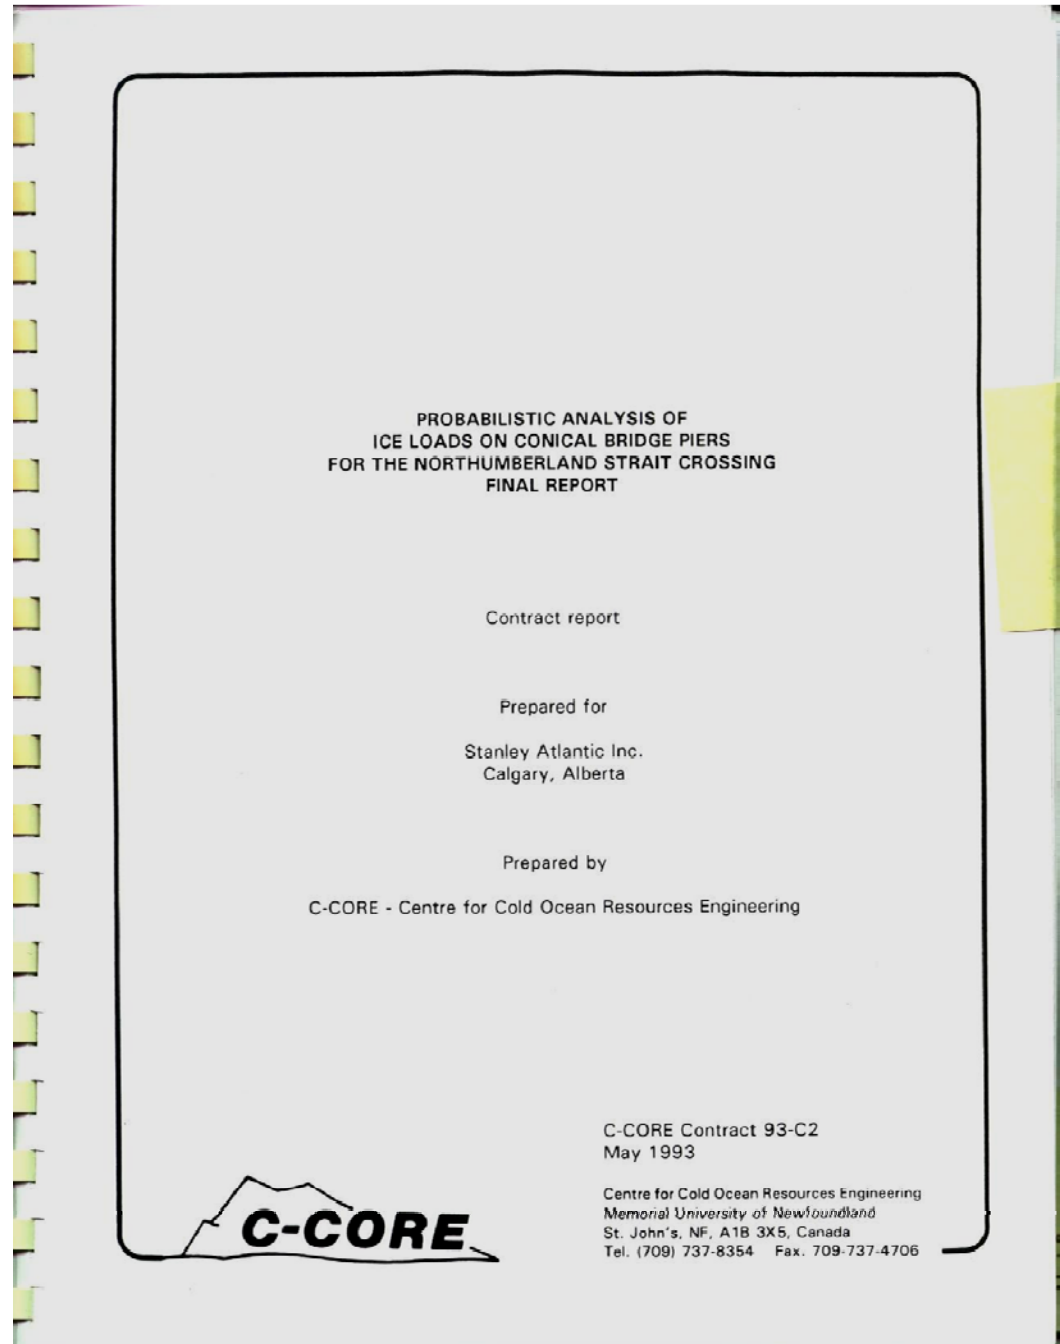 PROBABILISTIC ANALYSIS OF
ICE LOADS ON CONICAL BRIDGE PIERS
FOR THE NORTHUMBERLAND STRAIT CROSSING
FINAL REPORT
Contract report
Prepared for
Stanley Atlantic Inc.
Calgary, Alberta
Prepared by
C-CORE - Centre for Cold Ocean Resources Engineering
C-CORE Contract 93-C2
May 1993
Centre for Cold Ocean Resources Engineering
Memorial University of Newfoundland
St. John's, NF, A1B 3X5, Canada
Tel. (709) 737-8354 Fax. 709-737-4706
C-CORE